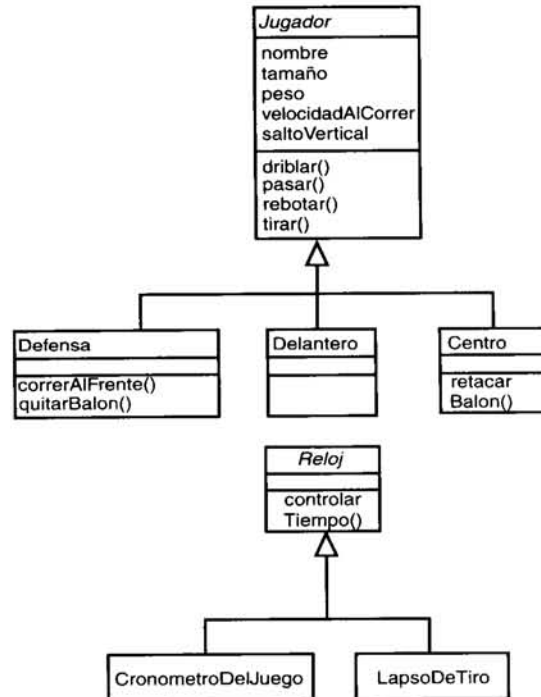 Jugador
nombre
tamaño
peso
velocidadAlCorrer
saltoVertical
driblar()
pasar()
rebotar()
tirar()
Defensa
correrAlFrente()
quitarBalon()
Delantero
Centro
retacar
Balon()
Reloj
controlar
Tiempo()
CronometroDelJuego
LapsoDeTiro